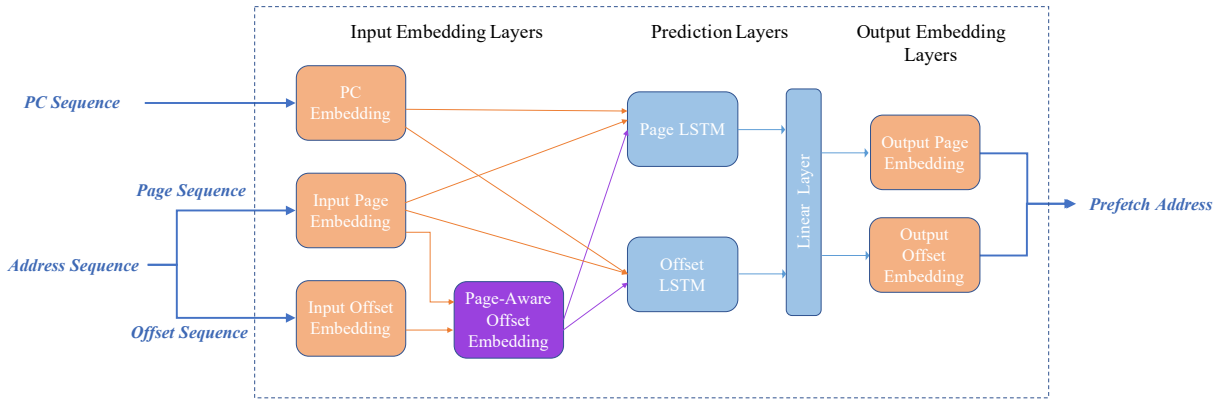 Input Embedding Layers
Prediction Layers
Output Embedding
Layers
PC Sequence
PC
Embedding
Page Sequence
Input Page
Embedding
Address Sequence
Offset Sequence
Input Offset
Embedding
Page-Aware
Offset
Embedding
Page LSTM
Offset
LSTM
Linear Layer
Output Page
Embedding
Output
Offset
Embedding
Prefetch Address